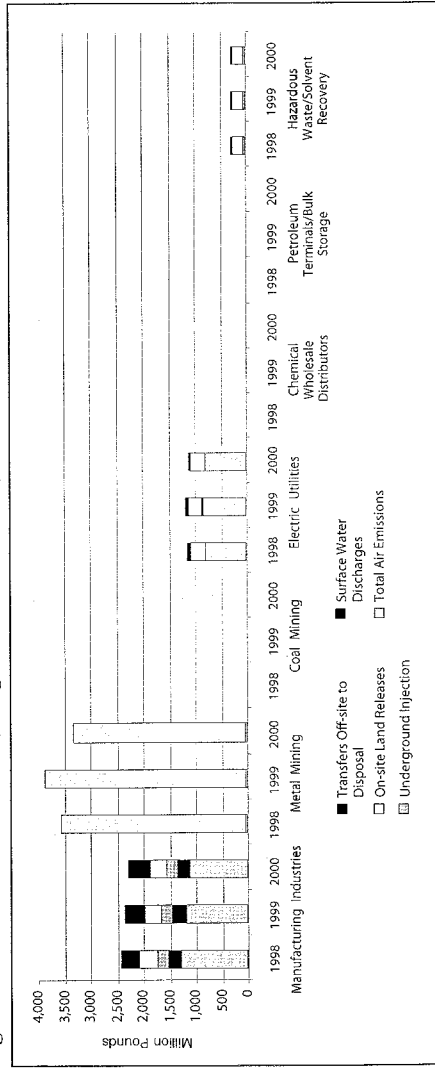 4,000
3,500
3,000
2,500
2,000
1,500
1,000
500
0
Million Pounds
1998 1999 2000 1998 1999 2000 1998 1999 2000 1998 1999 2000 1998 1999 2000 1998 1999 2000 1998 1999 2000
Manufacturing Industries Metal Mining Coal Mining Electric Utilities Chemical Petroleum Hazardous
Wholesale Terminals/Bulk Waste/Solvent
Distributors Storage Recovery
Transfers Off-site to Surface Water
Disposal Discharges
On-site Land Releases Total Air Emissions
Underground Injection